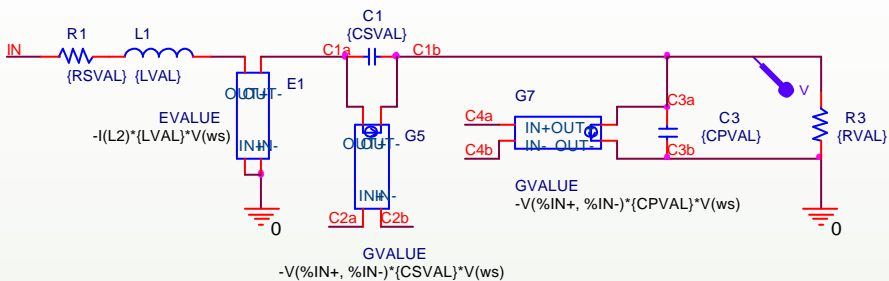 R1
L1
C1
{CSVAL}
IN
C1a
C1b
{RSVAL}
{LVAL}
E1
OUT+
OUT-
EVALUE
-I(L2)*{LVAL}*V(ws)
IN+
IN-
0
OUT+
OUT-
G5
IN+
IN-
C2a
C2b
GVALUE
-V(%IN+, %IN-)*{CSVAL}*V(ws)
G7
C4a
C4b
IN+
OUT+
IN-
OUT-
C3a
C3
{CPVAL}
C3b
GVALUE
-V(%IN+, %IN-)*{CPVAL}*V(ws)
V
R3
{RVAL}
0